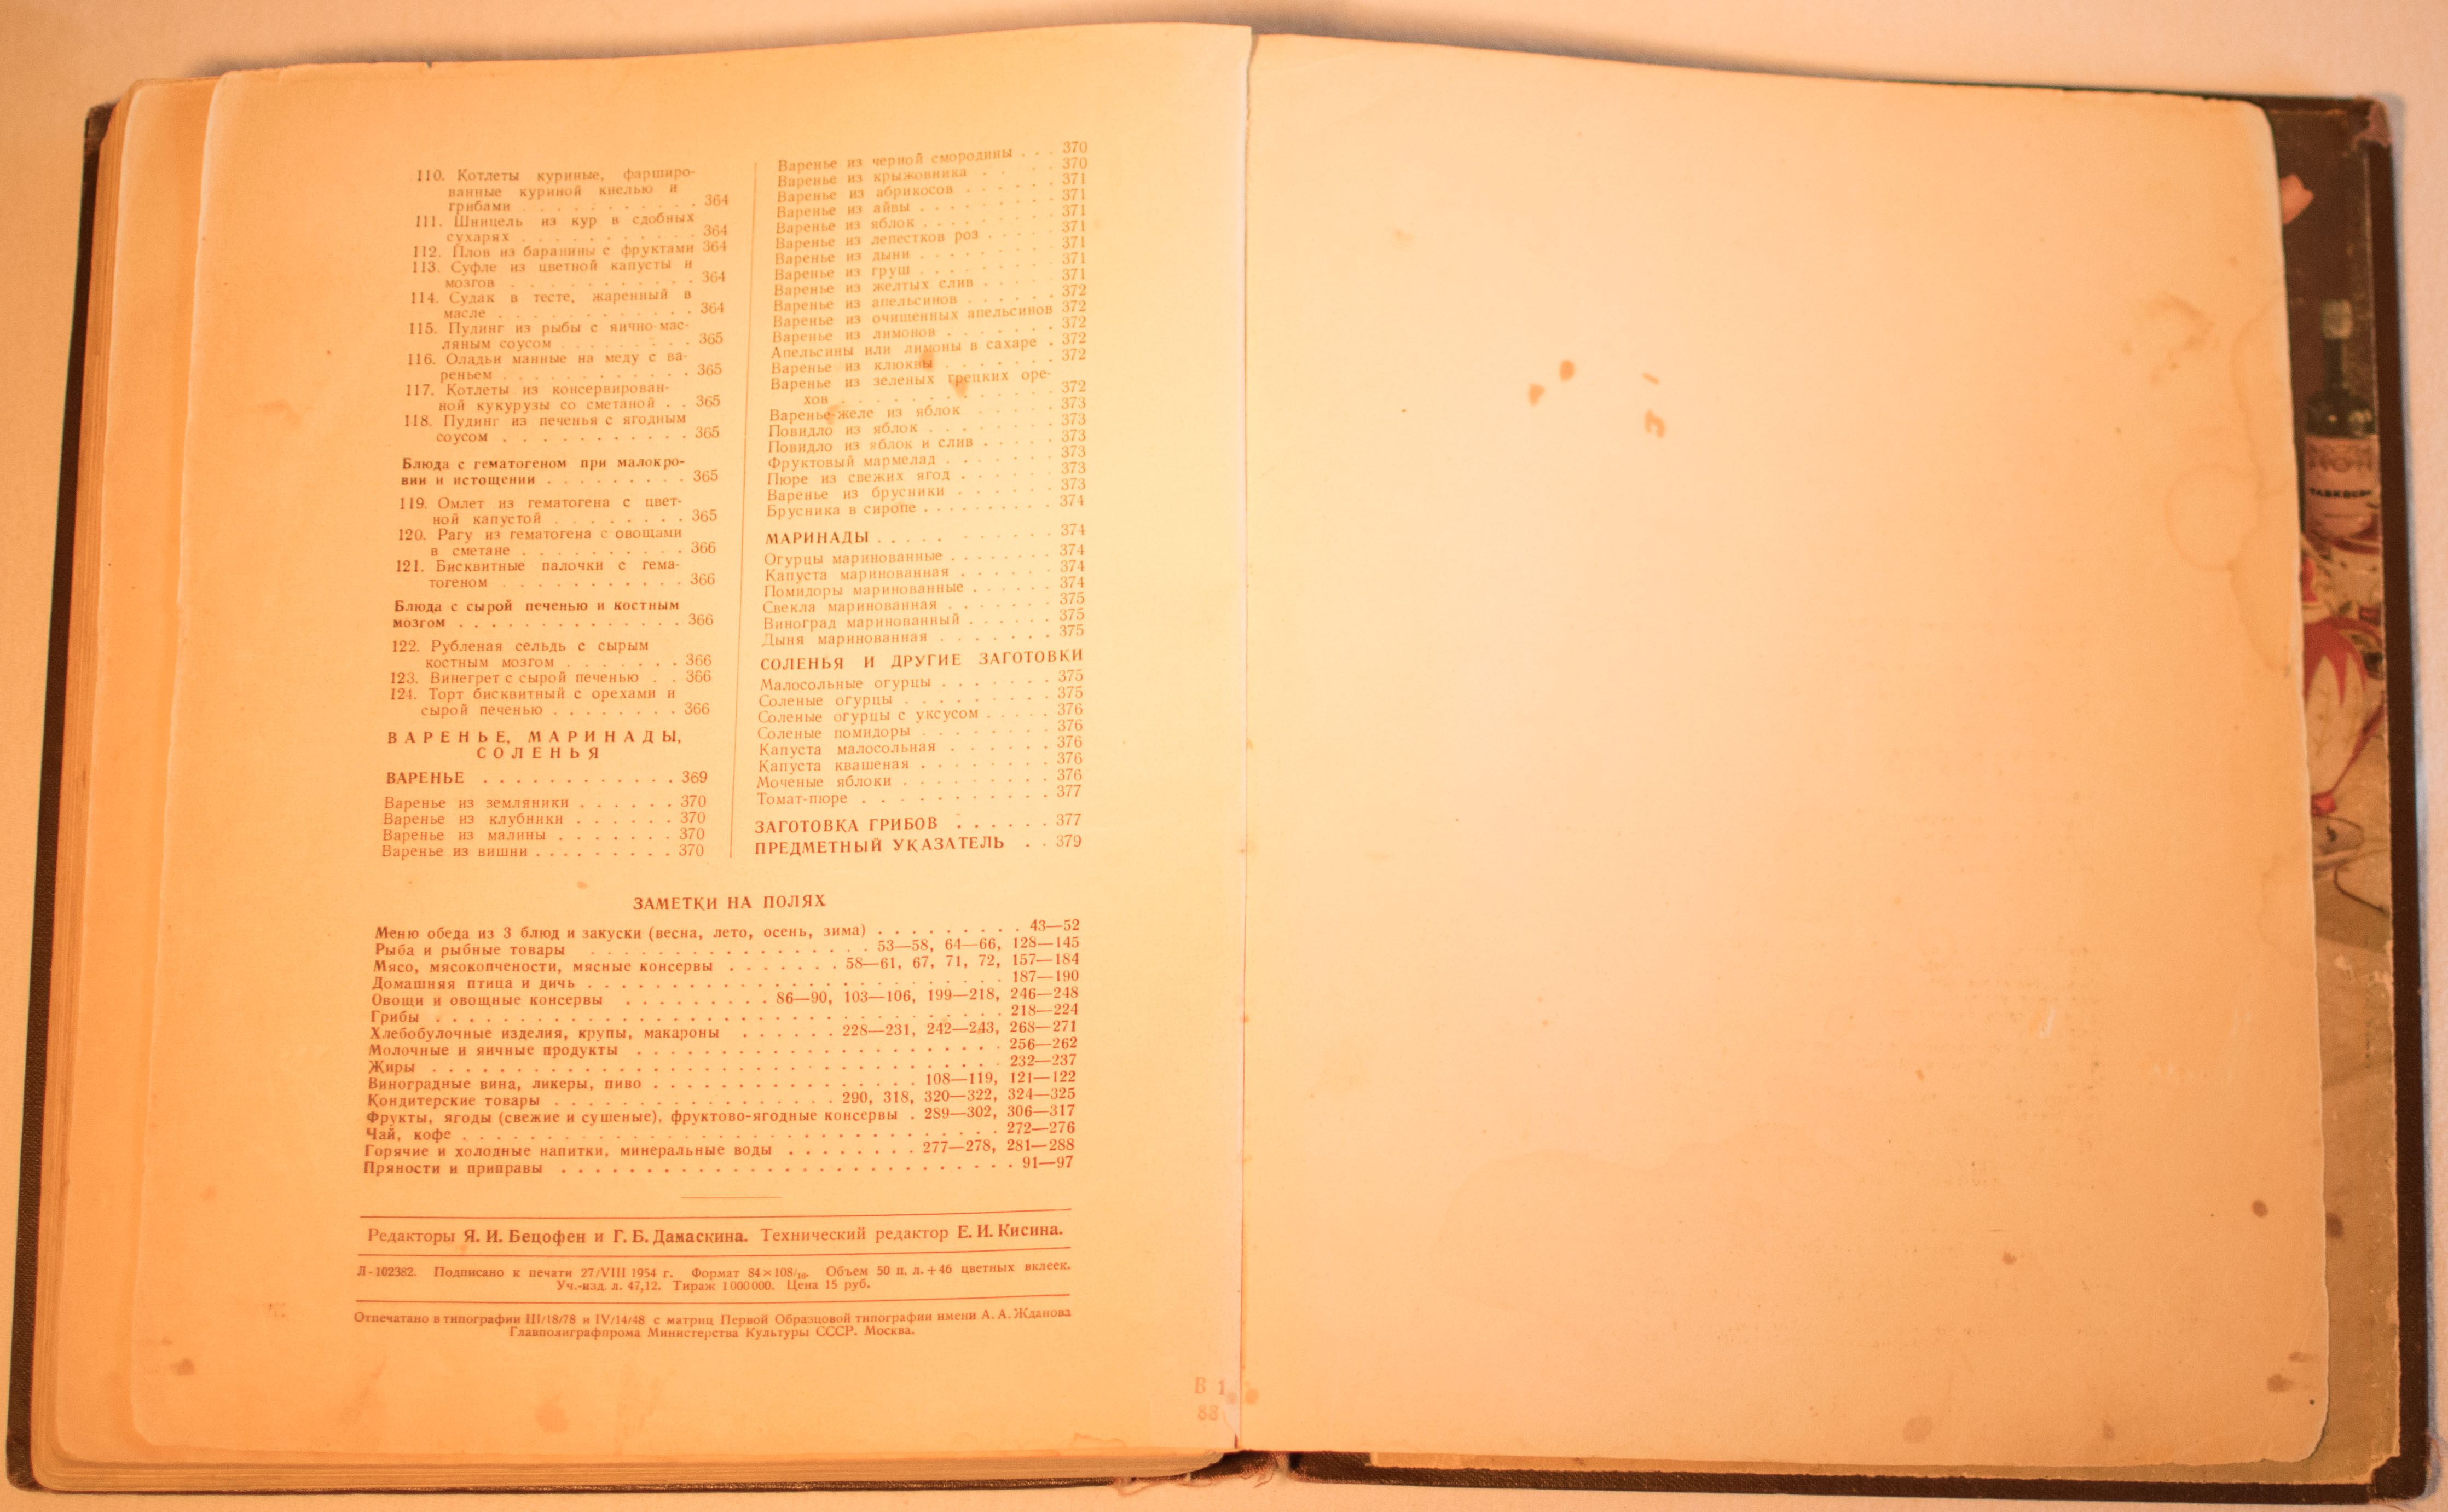 110. Котлеты куриные, фарширо-
ванные куриной кнелью и
грибами . . . . . . . . . . 364
111. Шницель из кур в сдобных
сухарях . . . . . . . . . . 364
112. Плов из баранины с фруктами 364
113. Суфле из цветной капусты и
мозгов . . . . . . . . . . 364
114. Судак в тесте, жаренный в
масле . . . . . . . . . . . 364
115. Пудинг из рыбы с яично-мас-
ляным соусом . . . . . . . . 365
116. Оладьи манные на меду с ва-
реньем . . . . . . . . . . . 365
117. Котлеты из консервирован-
ной кукурузы со сметаной . . 365
118. Пудинг из печенья с ягодным
соусом . . . . . . . . . . . 365
Блюда с гематогеном при малокро-
вии и истощении . . . . . . . . . 365
119. Омлет из гематогена с цвет-
ной капустой . . . . . . . . 365
120. Рагу из гематогена с овощами
в сметане . . . . . . . . . . 366
121. Бисквитные палочки с гема-
тогеном . . . . . . . . . . . 366
Блюда с сырой печенью и костным
мозгом . . . . . . . . . . . . . . 366
122. Рубленая сельдь с сырым
костным мозгом . . . . . . . 366
123. Винегрет с сырой печенью . . 366
124. Торт бисквитный с орехами и
сырой печенью . . . . . . . . 366
ВАРЕНЬЕ, МАРИНАДЫ,
СОЛЕНЬЯ
ВАРЕНЬЕ . . . . . . . . . . . . 369
Варенье из земляники . . . . . . 370
Варенье из клубники . . . . . . 370
Варенье из малины . . . . . . . 370
Варенье из вишни . . . . . . . . . 370
Варенье из черной смородины . . . 370
Варенье из крыжовника . . . . 370
Варенье из абрикосов . . . . . . 371
Варенье из айвы . . . . . . . . 371
Варенье из яблок . . . . . . . . 371
Варенье из лепестков роз . . . . . 371
Варенье из дыни . . . . . . . . 371
Варенье из груш . . . . . . . . 371
Варенье из желтых слив . . . . . 371
Варенье из апельсинов . . . . . . 372
Варенье из очищенных апельсинов 372
Варенье из лимонов . . . . . . . 372
Апельсины или лимоны в сахаре . 372
Варенье из клюквы . . . . . . . 372
Варенье из зеленых грецких оре-
хов . . . . . . . . . . . . . 372
Варенье-желе из яблок . . . . . 373
Повидло из яблок . . . . . . . . 373
Повидло из яблок и слив . . . . . 373
Фруктовый мармелад . . . . . . . 373
Пюре из свежих ягод . . . . . . . 373
Варенье из брусники . . . . . . 373
Брусника в сиропе . . . . . . . . . . 374
МАРИНАДЫ . . . . . . . . . . . 374
Огурцы маринованные . . . . . . . 374
Капуста маринованная . . . . . . 374
Помидоры маринованные . . . . . . 374
Свекла маринованная . . . . . . . 375
Виноград маринованный . . . . . . 375
Дыня маринованная . . . . . . . 375
СОЛЕНЬЯ И ДРУГИЕ ЗАГОТОВКИ
Малосольные огурцы . . . . . . . 375
Соленые огурцы . . . . . . . . . 375
Соленые огурцы с уксусом . . . . . 376
Соленые помидоры . . . . . . . . 376
Капуста малосольная . . . . . . 376
Капуста квашеная . . . . . . . . 376
Моченые яблоки . . . . . . . . . 376
Томат-пюре . . . . . . . . . . . 377
ЗАГОТОВКА ГРИБОВ . . . . . . 377
ПРЕДМЕТНЫЙ УКАЗАТЕЛЬ . . 379
ЗАМЕТКИ НА ПОЛЯХ
Меню обеда из 3 блюд и закуски (весна, лето, осень, зима) . . . . . . . . . 43—52
Рыба и рыбные товары . . . . . . . . . . . . . . . 53—58, 64—66, 128—145
Мясо, мясокопчености, мясные консервы . . . . . . . 58—61, 67, 71, 72, 157—184
Домашняя птица и дичь . . . . . . . . . . . . . . . . . . . . . . 187—190
Овощи и овощные консервы . . . . . . . . . 86—90, 103—106, 199—218, 246—248
Грибы . . . . . . . . . . . . . . . . . . . . . . . . . . . . . 218—224
Хлебобулочные изделия, крупы, макароны . . . . . . 228—231, 242—243, 268—271
Молочные и яичные продукты . . . . . . . . . . . . . . . . . . . 256—262
Жиры . . . . . . . . . . . . . . . . . . . . . . . . . . . . . 232—237
Виноградные вина, ликеры, пиво . . . . . . . . . . . . . . 108—119, 121—122
Кондитерские товары . . . . . . . . . . . . . . . 290, 318, 320—322, 324—325
Фрукты, ягоды (свежие и сушеные), фруктово-ягодные консервы . 289—302, 306—317
Чай, кофе . . . . . . . . . . . . . . . . . . . . . . . . . . . 272—276
Горячие и холодные напитки, минеральные воды . . . . . . . . 277—278, 281—288
Пряности и приправы . . . . . . . . . . . . . . . . . . . . . . . . 91—97
Редакторы Я. И. Бецофен и Г. Б. Дамаскина. Технический редактор Е. И. Кисина.
Л-102382. Подписано к печати 27/VIII 1954 г. Формат 84×108/₁₆. Объем 50 п. л.+46 цветных вклеек.
Уч.-изд. л. 47,12. Тираж 1 000 000. Цена 15 руб.
Отпечатано в типографии III/18/78 и IV/14/48 с матриц Первой Образцовой типографии имени А. А. Жданова
Главполиграфпрома Министерства Культуры СССР. Москва.
В 1
88